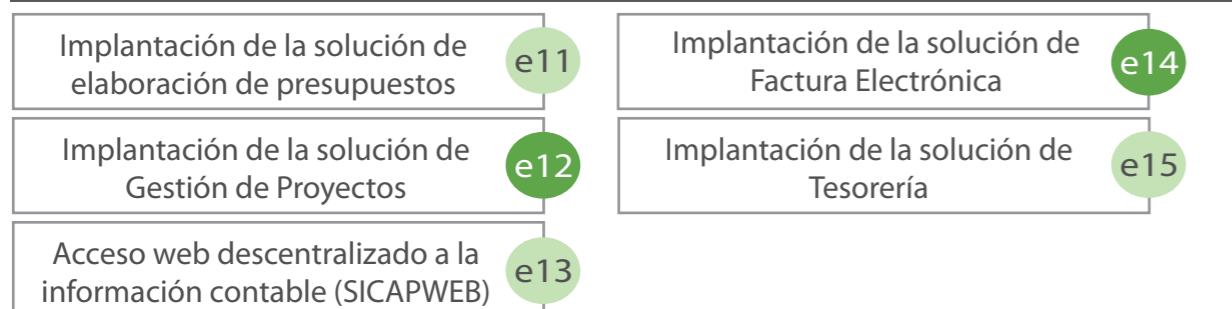 Implantación de la solución de
elaboración de presupuestos
e11
Implantación de la solución de
Gestión de Proyectos
e12
Acceso web descentralizado a la
información contable (SICAPWEB)
e13
Implantación de la solución de
Factura Electrónica
e14
Implantación de la solución de
Tesorería
e15